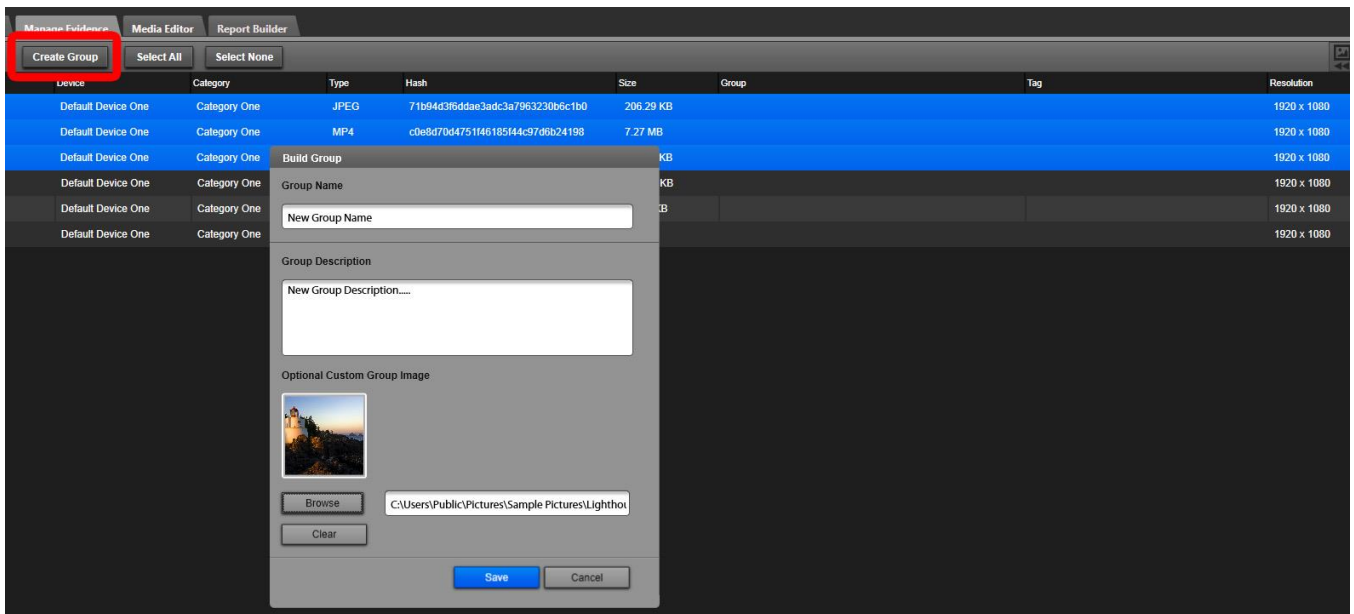 Manage Evidence Media Editor Report Builder
Create Group Select All Select None
Device Category Type Hash Size Group Tag Resolution
Default Device One Category One JPEG 71b94d3f6ddae3adc3a7963230b6c1b0 206.29 KB 1920 x 1080
Default Device One Category One MP4 c0e8d70d4751f46185f44c97d6b24198 7.27 MB 1920 x 1080
Default Device One Category One KB 1920 x 1080
Default Device One Category One KB 1920 x 1080
Default Device One Category One 1920 x 1080
Default Device One Category One 1920 x 1080
Build Group
Group Name
New Group Name
Group Description
New Group Description.....
Optional Custom Group Image
Browse C:\Users\Public\Pictures\Sample Pictures\Lighthou
Clear
Save Cancel